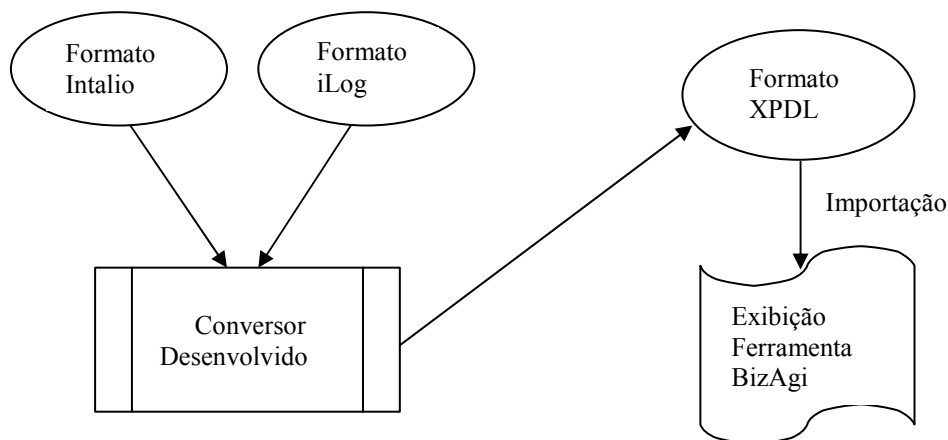 Formato
Intalio
Formato
iLog
Formato
XPDL
Importação
Conversor
Desenvolvido
Exibição
Ferramenta
BizAgi